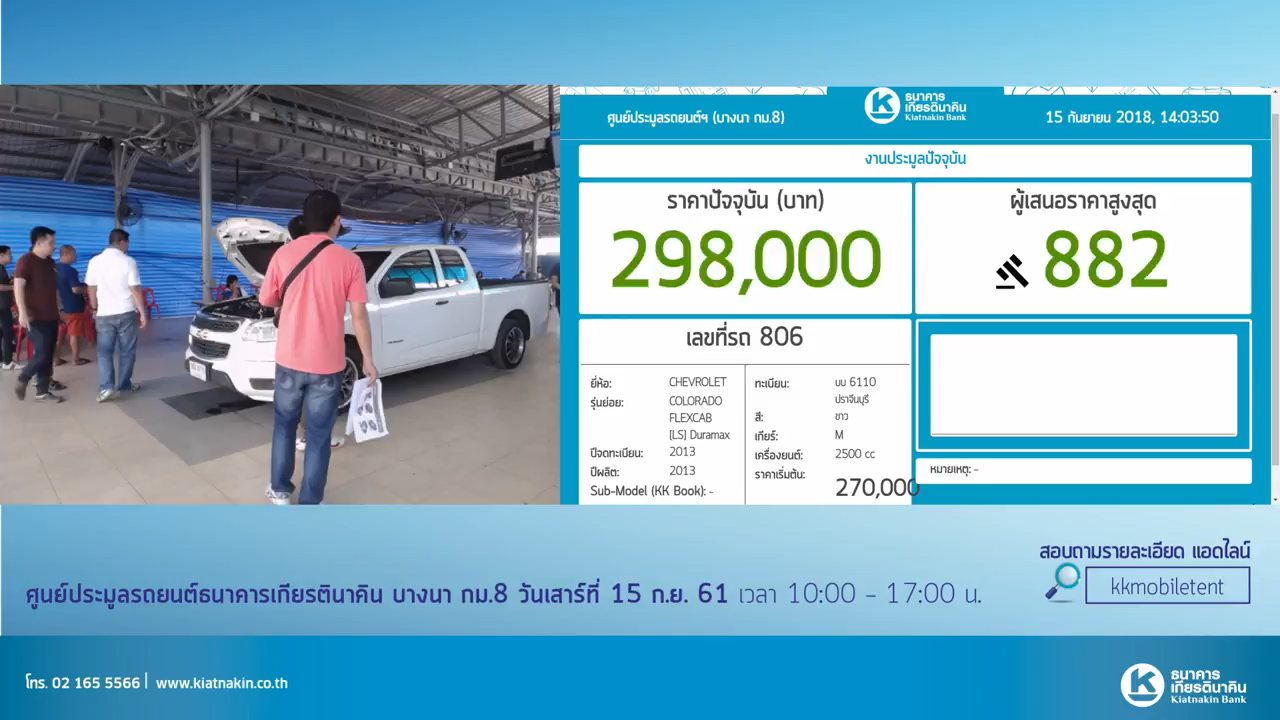 ศูนย์ประมูลรถยนต์ฯ (บางนา กม.8)
ธนาคาร
เกียรตินาคิน
Kiatnakin Bank
15 กันยายน 2018, 14:03:50
งานประมูลปัจจุบัน
ราคาปัจจุบัน (บาท)
298,000
ผู้เสนอราคาสูงสุด
882
เลขที่รถ 806
ยี่ห้อ: CHEVROLET
รุ่นย่อย: COLORADO
FLEXCAB
[LS] Duramax
ปีจดทะเบียน: 2013
ปีผลิต: 2013
Sub-Model (KK Book): -
ทะเบียน: บบ 6110
ปราจีนบุรี
สี: ขาว
เกียร์: M
เครื่องยนต์: 2500 cc
ราคาเริ่มต้น: 270,000
หมายเหตุ: -
สอบถามรายละเอียด แอดไลน์
kkmobiletent
ศูนย์ประมูลรถยนต์ธนาคารเกียรตินาคิน บางนา กม.8 วันเสาร์ที่ 15 ก.ย. 61 เวลา 10:00 - 17:00 น.
โทร. 02 165 5566 | www.kiatnakin.co.th
ธนาคาร
เกียรตินาคิน
Kiatnakin Bank